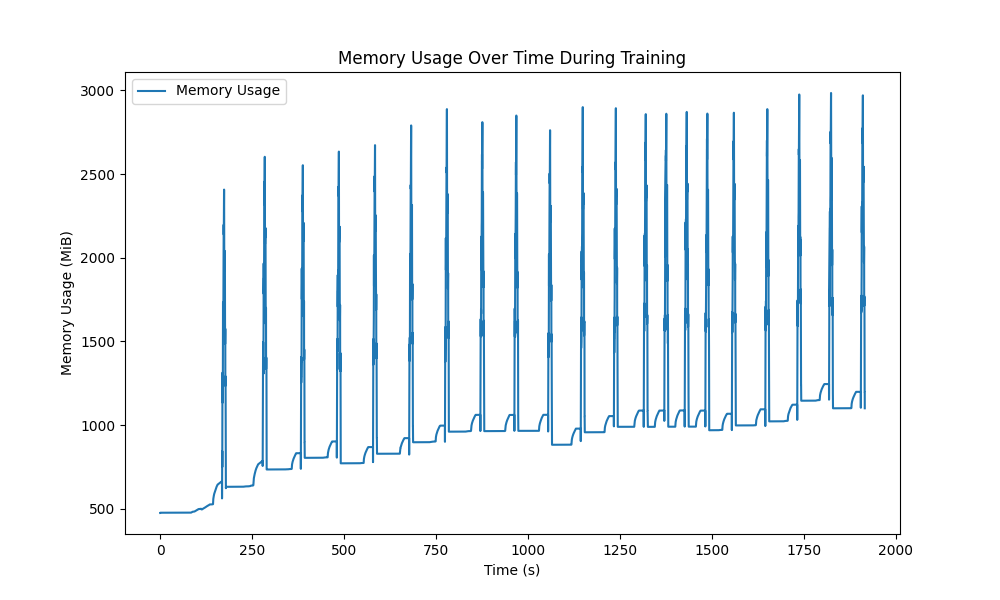 Memory Usage Over Time During Training
Memory Usage
Memory Usage (MiB)
3000
2500
2000
1500
1000
500
0 250 500 750 1000 1250 1500 1750 2000
Time (s)